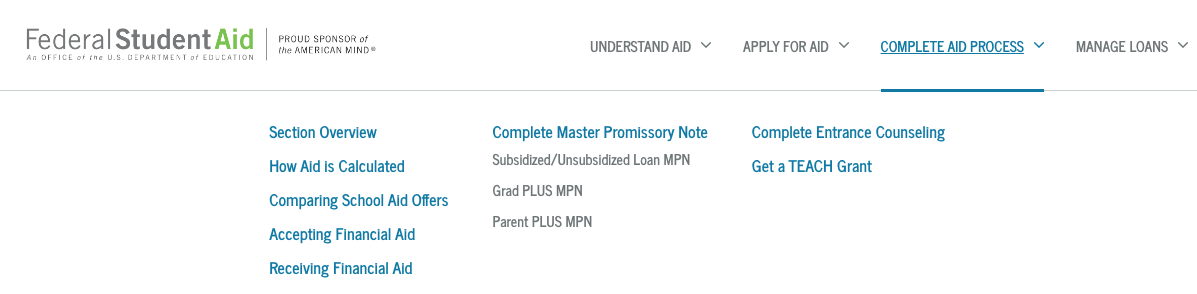 Federal Student Aid
An OFFICE of the U.S. DEPARTMENT of EDUCATION
PROUD SPONSOR of
the AMERICAN MIND®
UNDERSTAND AID
APPLY FOR AID
COMPLETE AID PROCESS
MANAGE LOANS
Section Overview
How Aid is Calculated
Comparing School Aid Offers
Accepting Financial Aid
Receiving Financial Aid
Complete Master Promissory Note
Subsidized/Unsubsidized Loan MPN
Grad PLUS MPN
Parent PLUS MPN
Complete Entrance Counseling
Get a TEACH Grant